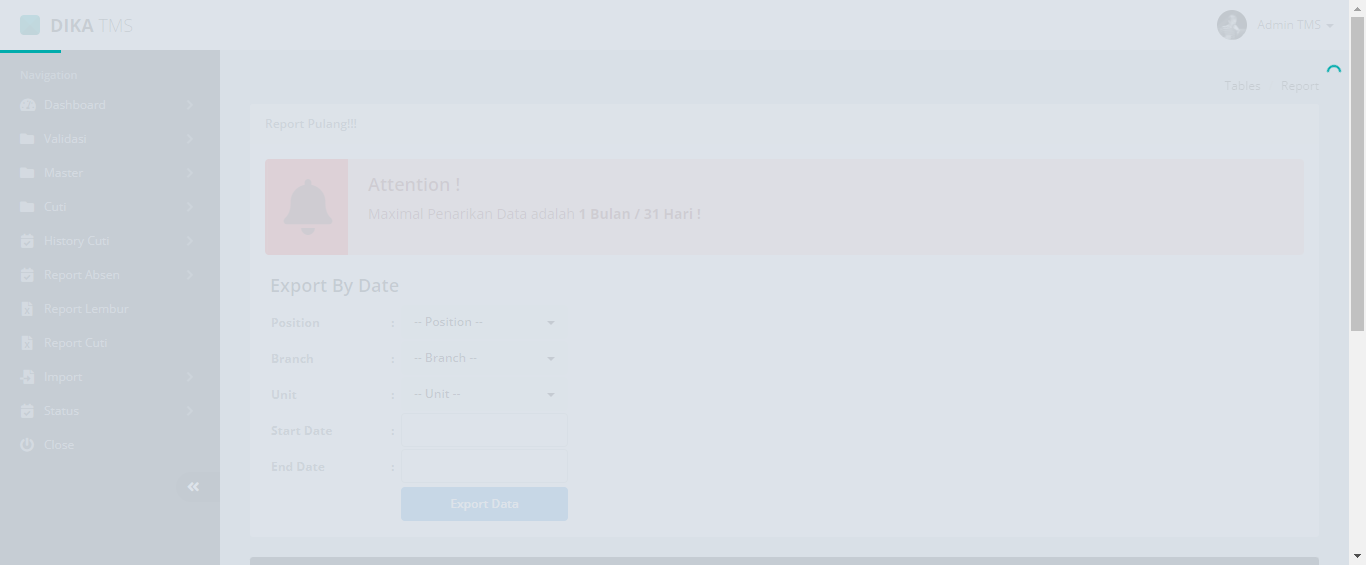 DIKA TMS
Admin TMS
Navigation
Dashboard
Validasi
Master
Cuti
History Cuti
Report Absen
Report Lembur
Report Cuti
Import
Status
Close
Tables Report
Report Pulang!!!
Attention !
Maximal Penarikan Data adalah 1 Bulan / 31 Hari !
Export By Date
Position : -- Position --
Branch : -- Branch --
Unit : -- Unit --
Start Date :
End Date :
Export Data